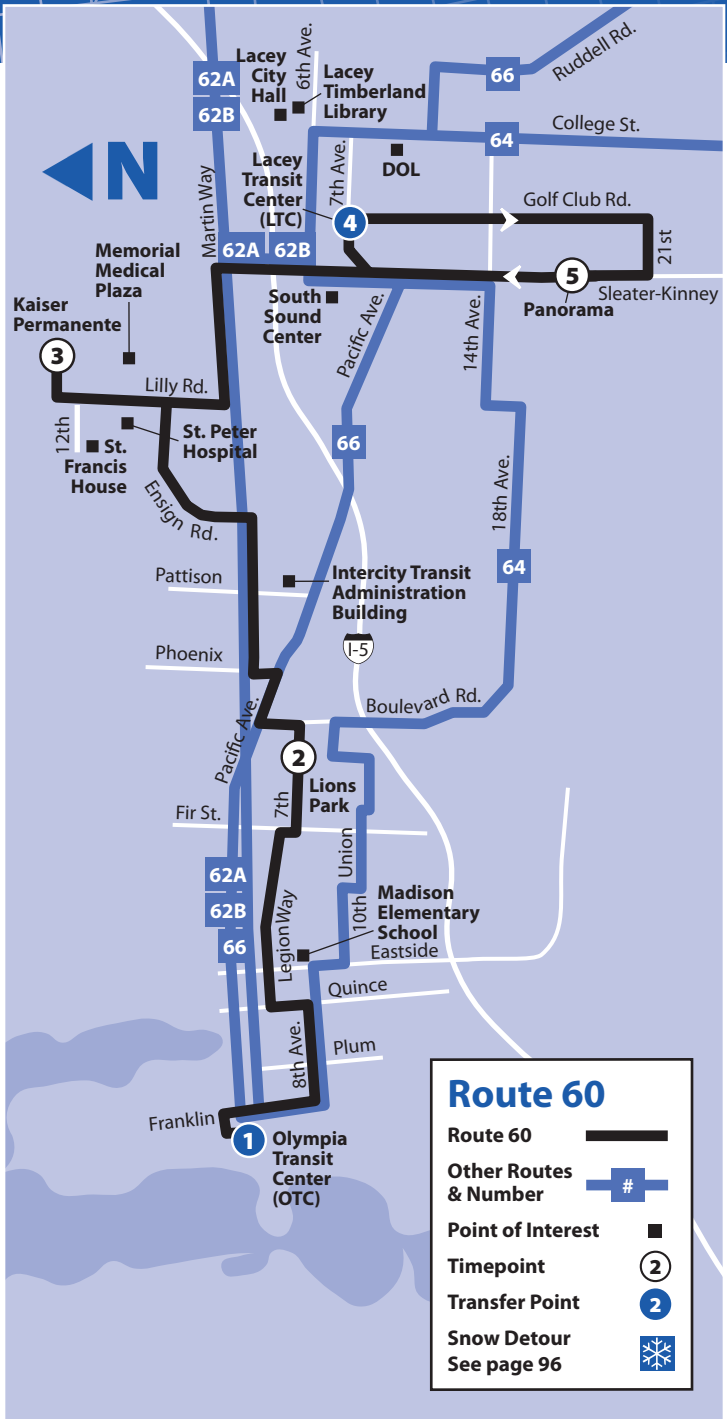 Ruddell Rd.
6th Ave.
Lacey
City
Hall
Lacey
Timberland
Library
62A
62B
66
64
College St.
N
Martin Way
Lacey
Transit
Center
(LTC)
7th Ave.
DOL
4
Golf Club Rd.
21st
62A
62B
Memorial
Medical
Plaza
5
Panorama
Sleater-Kinney
South
Sound
Center
Kaiser
Permanente
3
Pacific Ave.
14th Ave.
Lilly Rd.
12th
St. Peter
Hospital
St.
Francis
House
66
18th Ave.
Ensign Rd.
64
Pattison
Intercity Transit
Administration
Building
I-5
Phoenix
Boulevard Rd.
Pacific Ave.
2
Lions
Park
7th
Fir St.
Union
62A
62B
66
10th
Madison
Elementary
School
Legion Way
Eastside
Quince
8th Ave.
Plum
Franklin
1
Olympia
Transit
Center
(OTC)
Route 60
Route 60
Other Routes
& Number
#
Point of Interest
Timepoint
2
Transfer Point
2
Snow Detour
See page 96